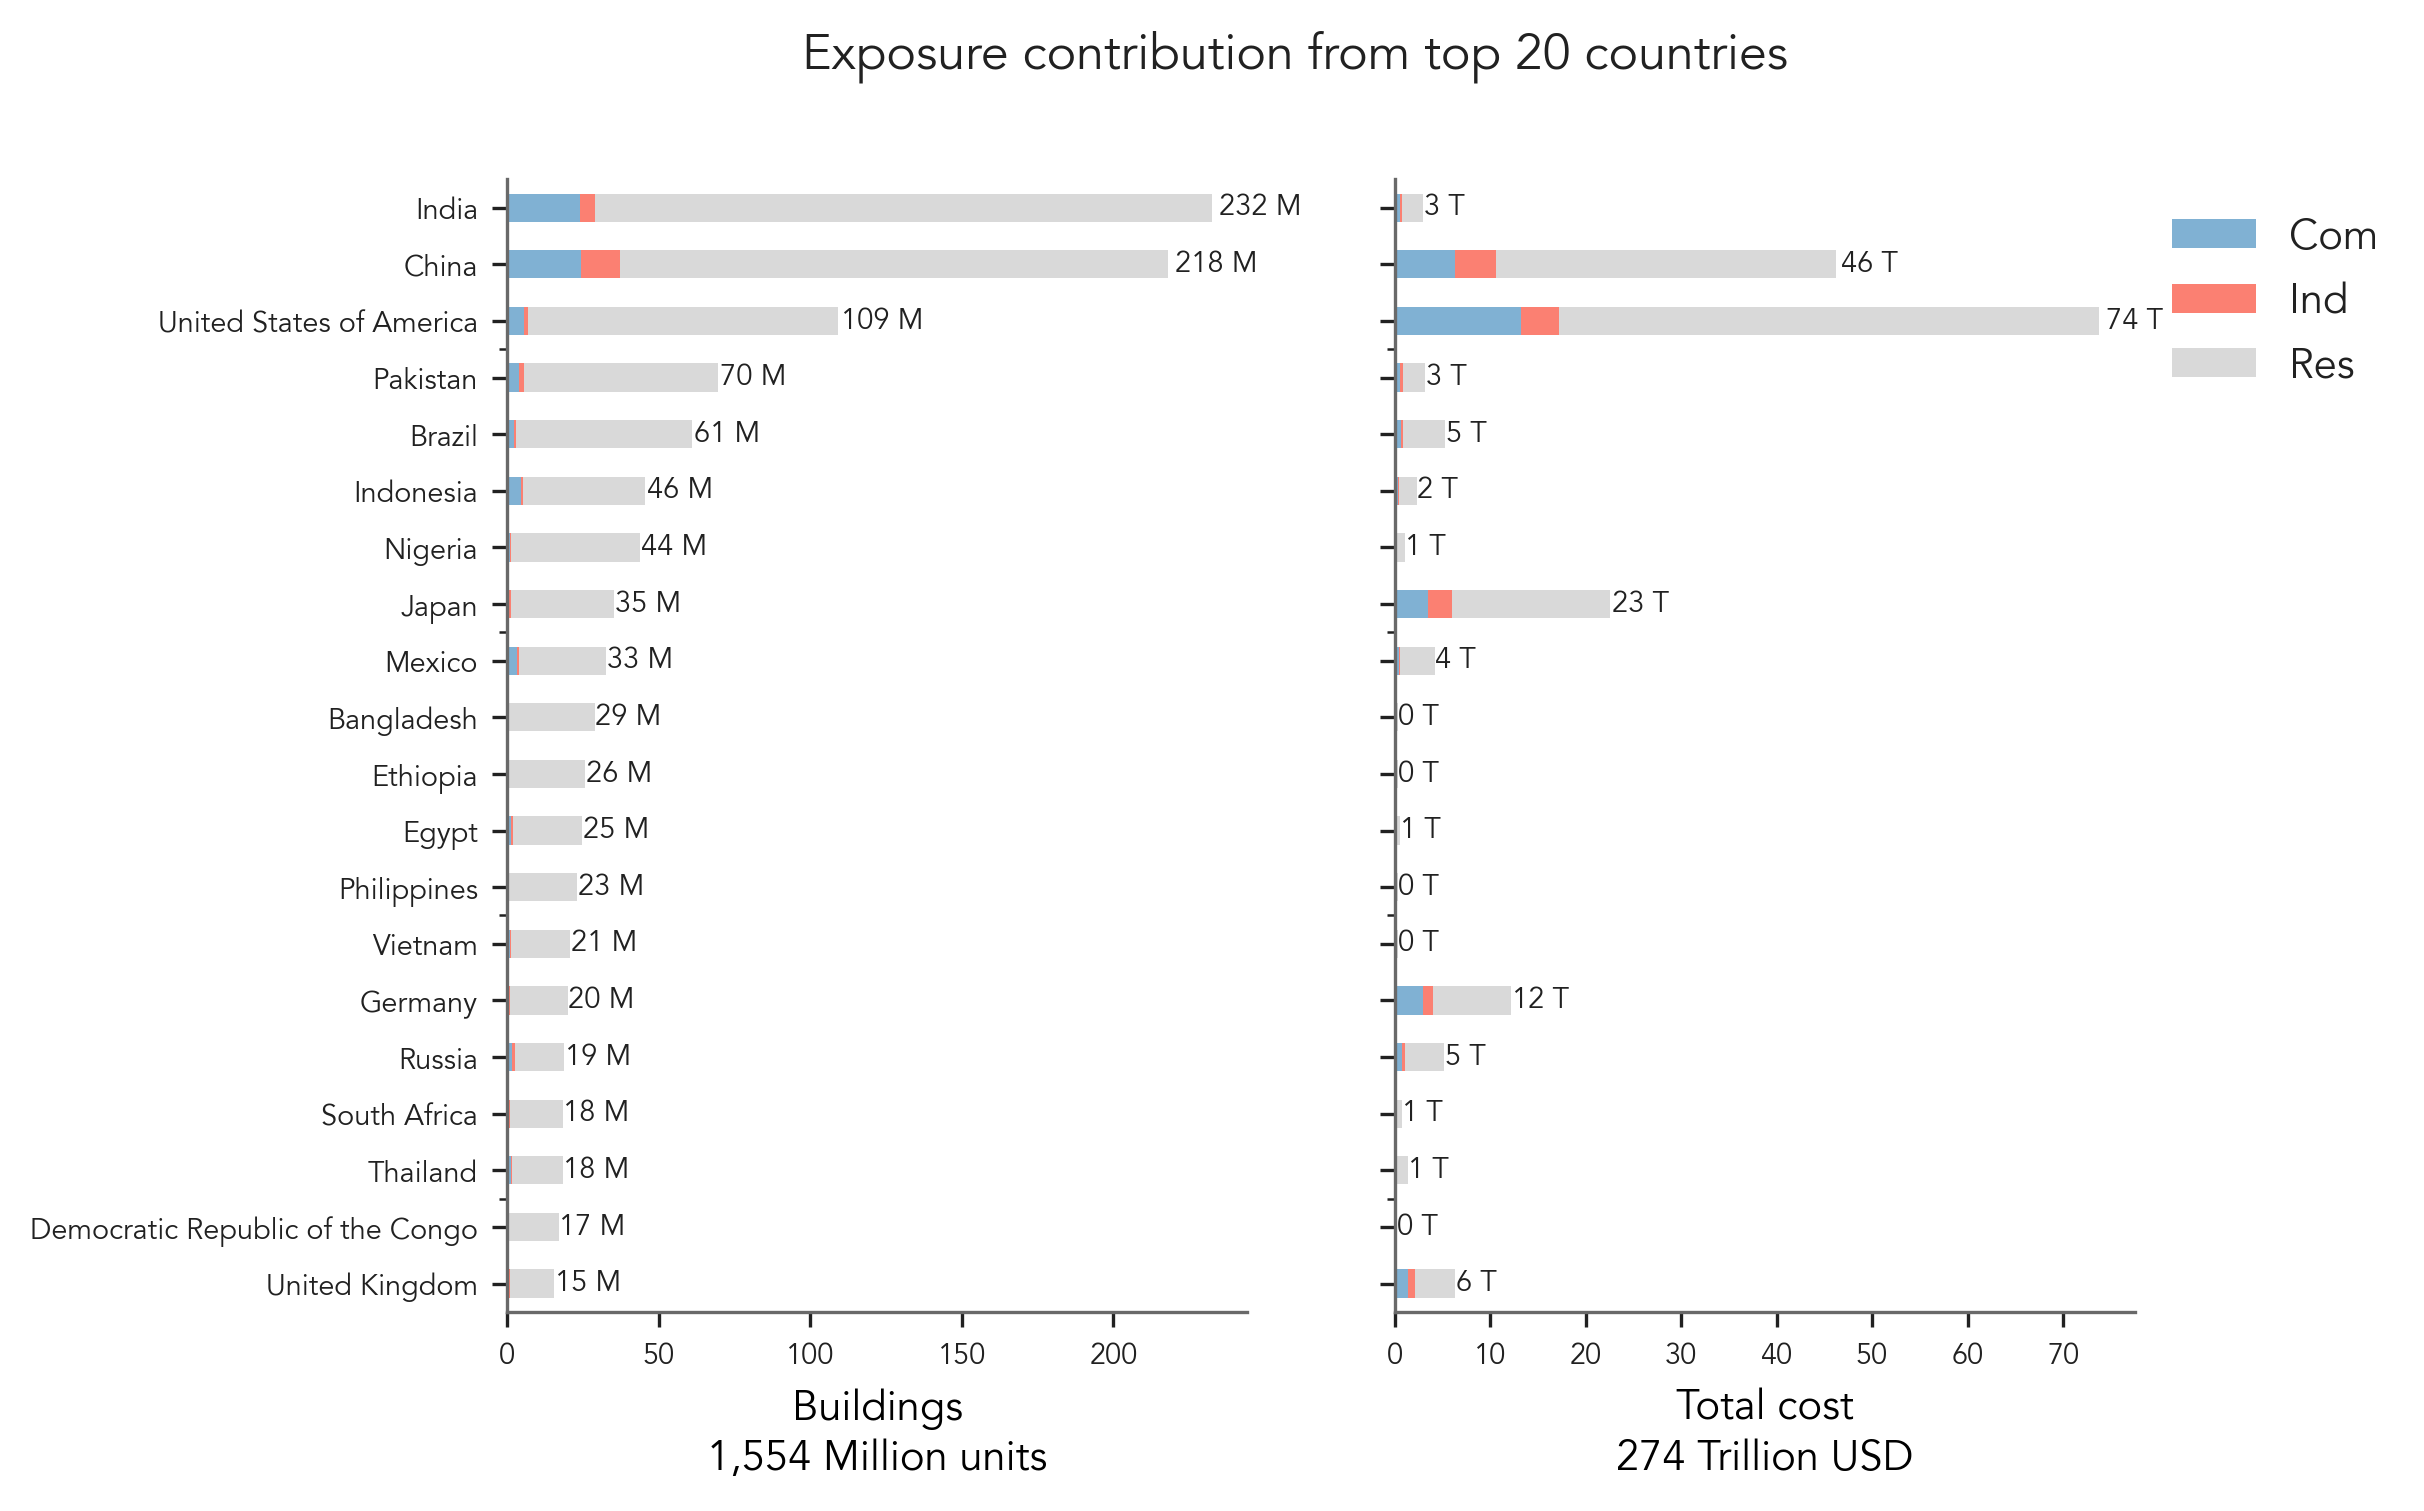 Exposure contribution from top 20 countries
India
232 M
3 T
China
218 M
46 T
United States of America
109 M
74 T
Pakistan
70 M
3 T
Brazil
61 M
5 T
Indonesia
46 M
2 T
Nigeria
44 M
1 T
Japan
35 M
23 T
Mexico
33 M
4 T
Bangladesh
29 M
0 T
Ethiopia
26 M
0 T
Egypt
25 M
1 T
Philippines
23 M
0 T
Vietnam
21 M
0 T
Germany
20 M
12 T
Russia
19 M
5 T
South Africa
18 M
1 T
Thailand
18 M
1 T
Democratic Republic of the Congo
17 M
0 T
United Kingdom
15 M
6 T
0 50 100 150 200
Buildings
1,554 Million units
0 10 20 30 40 50 60 70
Total cost
274 Trillion USD
Com
Ind
Res